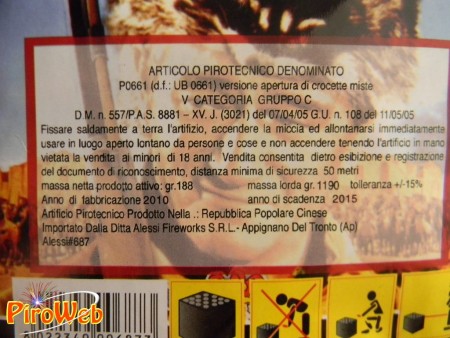 ARTICOLO PIROTECNICO DENOMINATO
P0661 (d.f.: UB 0661) versione apertura di crocette miste
V CATEGORIA GRUPPO C
D M. n. 557/P.A.S. 8881 - XV. J. (3021) del 07/04/05 G.U. n. 108 del 11/05/05
Fissare saldamente a terra l'artifizio, accendere la miccia ed allontanarsi immediatamente
usare in luogo aperto lontano da persone e cose e non accendere tenendo l'artificio in mano
vietata la vendita ai minori di 18 anni. Vendita consentita dietro esibizione e registrazione
del documento di riconoscimento, distanza minima di sicurezza 50 metri
massa netta prodotto attivo: gr.188 massa lorda gr. 1190 tolleranza +/-15%
Anno di fabbricazione 2010 anno di scadenza 2015
Artificio Pirotecnico Prodotto Nella .: Repubblica Popolare Cinese
Importato Dalla Ditta Alessi Fireworks S.R.L.- Appignano Del Tronto (Ap)
Alessi#687
PiroWeb